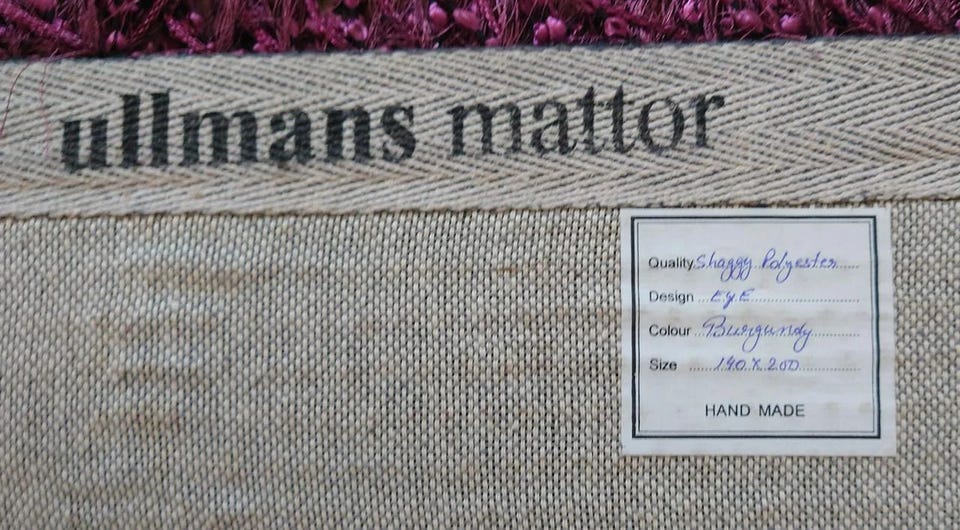 ullmans mattor
Quality Shaggy Polyester
Design EyE
Colour Burgundy
Size 140 X 200
HAND MADE